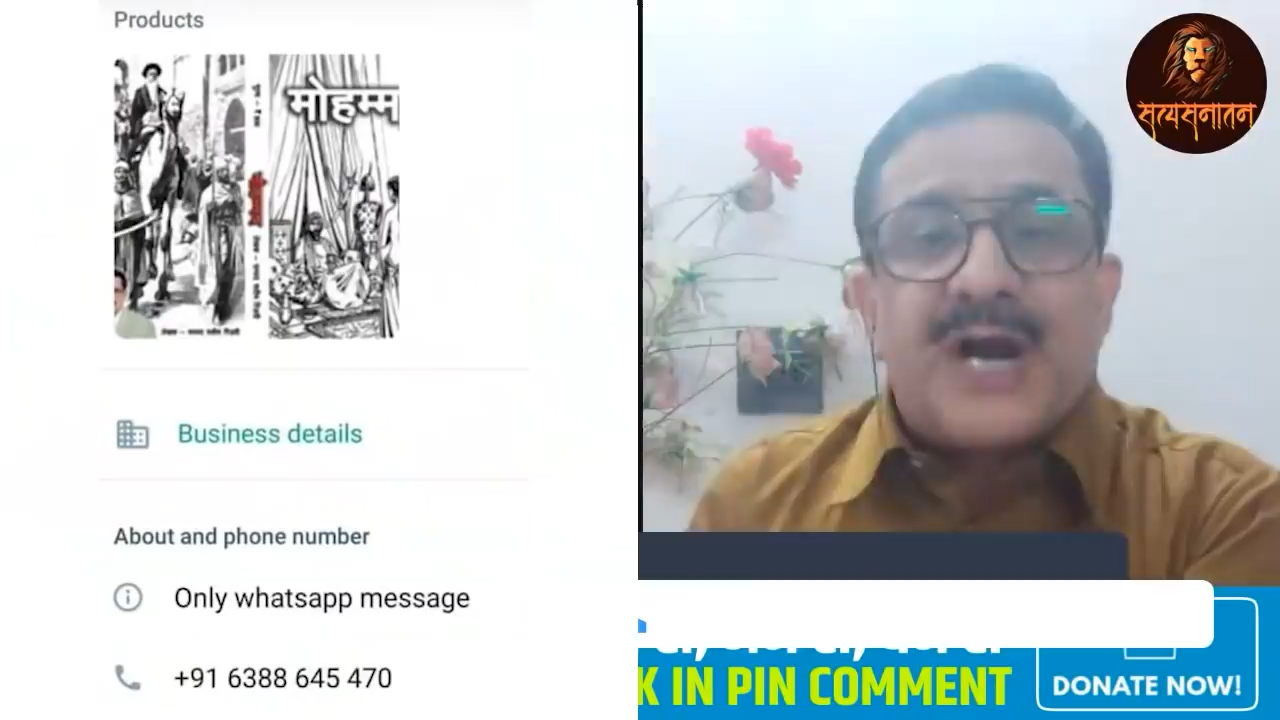 Products
मोहम्म
Business details
About and phone number
Only whatsapp message
+91 6388 645 470
सत्यसनातन
K IN PIN COMMENT
DONATE NOW!